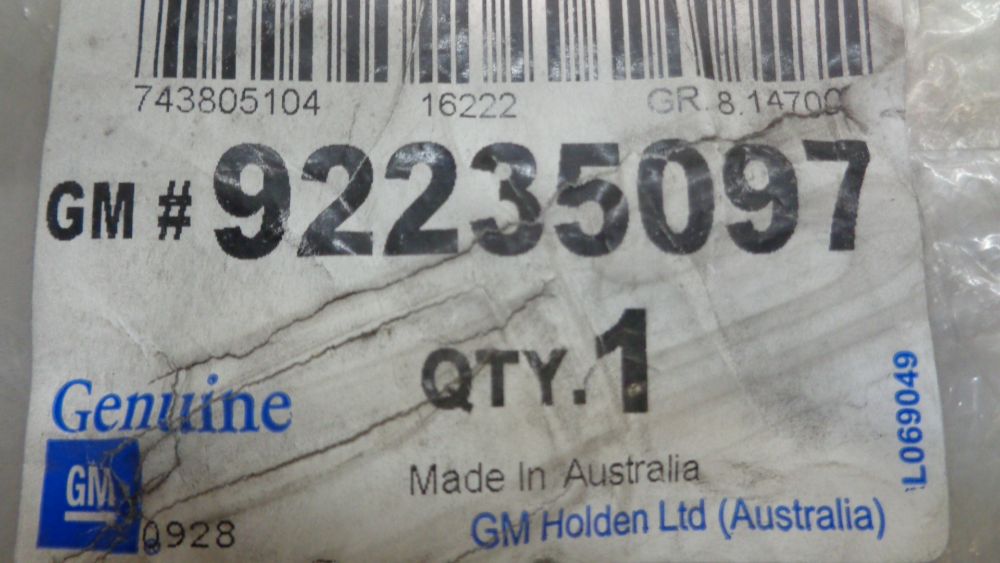 743805104 16222 GR. 8.14700
GM # 92235097
QTY. 1
Genuine
GM
0928
Made In Australia
GM Holden Ltd (Australia)
L069049